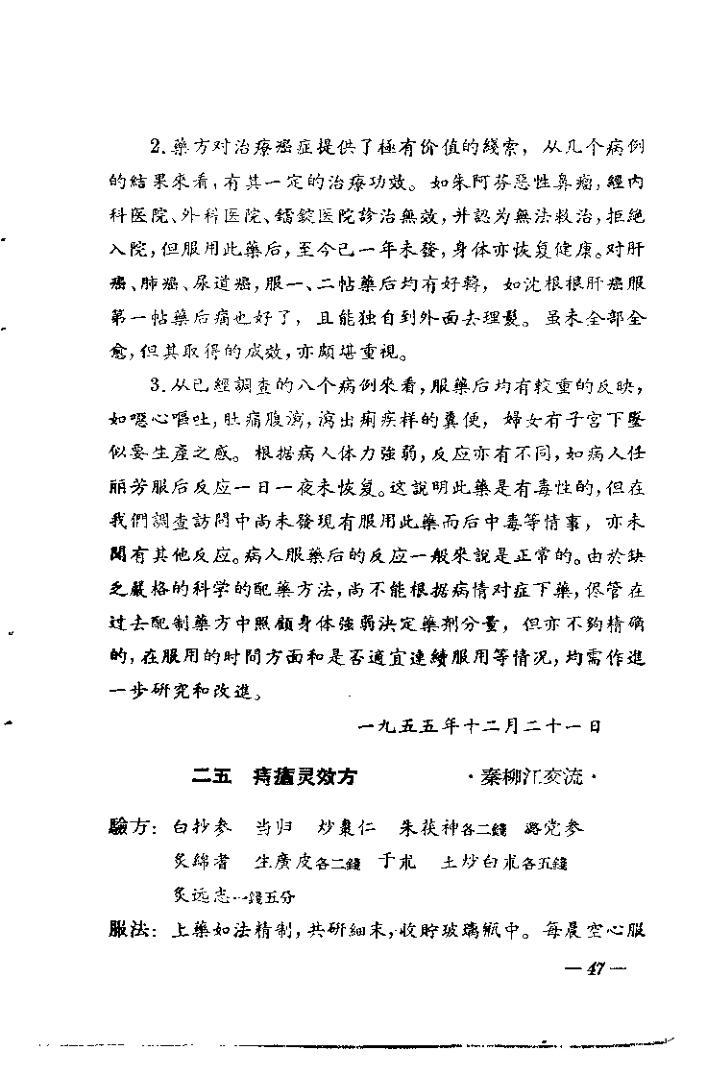 2.藥方对治療癌症提供了極有价值的綫索，从几个病例
的結果來看，有其一定的治療功效。如朱阿芬惡性鼻瘤，經內
科医院、外科医院、鐳錠医院診治無效，并認为無法救治，拒絕
入院，但服用此藥后，至今已一年未發，身体亦恢复健康。对肝
癌、肺癌、尿道癌，服一、二帖藥后均有好轉，如沈根根肝癌服
第一帖藥后痛也好了，且能独自到外面去理髮。虽未全部全
愈，但其取得的成效，亦頗堪重視。
3.从已經調查的八个病例來看，服藥后均有較重的反映，
如噁心嘔吐，肚痛腹瀉，瀉出痢疾样的糞便，婦女有子宮下墜
似要生產之感。根据病人体力強弱，反应亦有不同，如病人任
丽芳服后反应一日一夜未恢复。这說明此藥是有毒性的，但在
我們調查訪問中尚未發現有服用此藥而后中毒等情事，亦未
聞有其他反应。病人服藥后的反应一般來說是正常的。由於缺
乏嚴格的科学的配藥方法，尚不能根据病情对症下藥，侭管在
过去配制藥方中照顧身体強弱決定藥剂分量，但亦不夠精确
的，在服用的时間方面和是否適宜連續服用等情况，均需作進
一步研究和改進。
一九五五年十二月二十一日
二五　痔瘡灵效方　·秦柳江交流·
驗方：白抄参　当归　炒棗仁　朱茯神各二錢　潞党参
炙綿耆　生廣皮各二錢　于朮　土炒白朮各五錢
炙远志一錢五分
服法：上藥如法精制，共研細末，收貯玻璃瓶中。每晨空心服
— 47 —